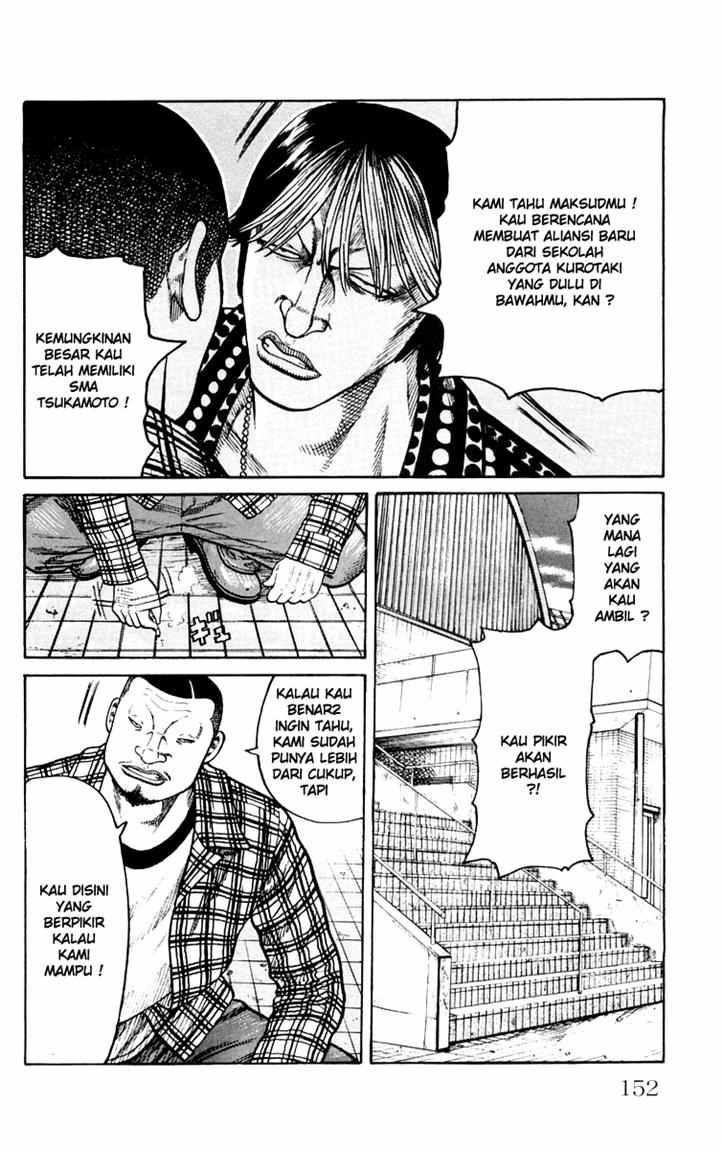 KAMI TAHU MAKSUDMU !
KAU BERENCANA
MEMBUAT ALIANSI BARU
DARI SEKOLAH
ANGGOTA KUROTAKI
YANG DULU DI
BAWAHMU, KAN ?
KEMUNGKINAN
BESAR KAU
TELAH MEMILIKI
SMA
TSUKAMOTO !
YANG
MANA
LAGI
YANG
AKAN
KAU
AMBIL ?
KAU PIKIR
AKAN
BERHASIL
?!
ギュ
KALAU KAU
BENAR2
INGIN TAHU,
KAMI SUDAH
PUNYA LEBIH
DARI CUKUP,
TAPI
KAU DISINI
YANG
BERPIKIR
KALAU
KAMI
MAMPU !
152